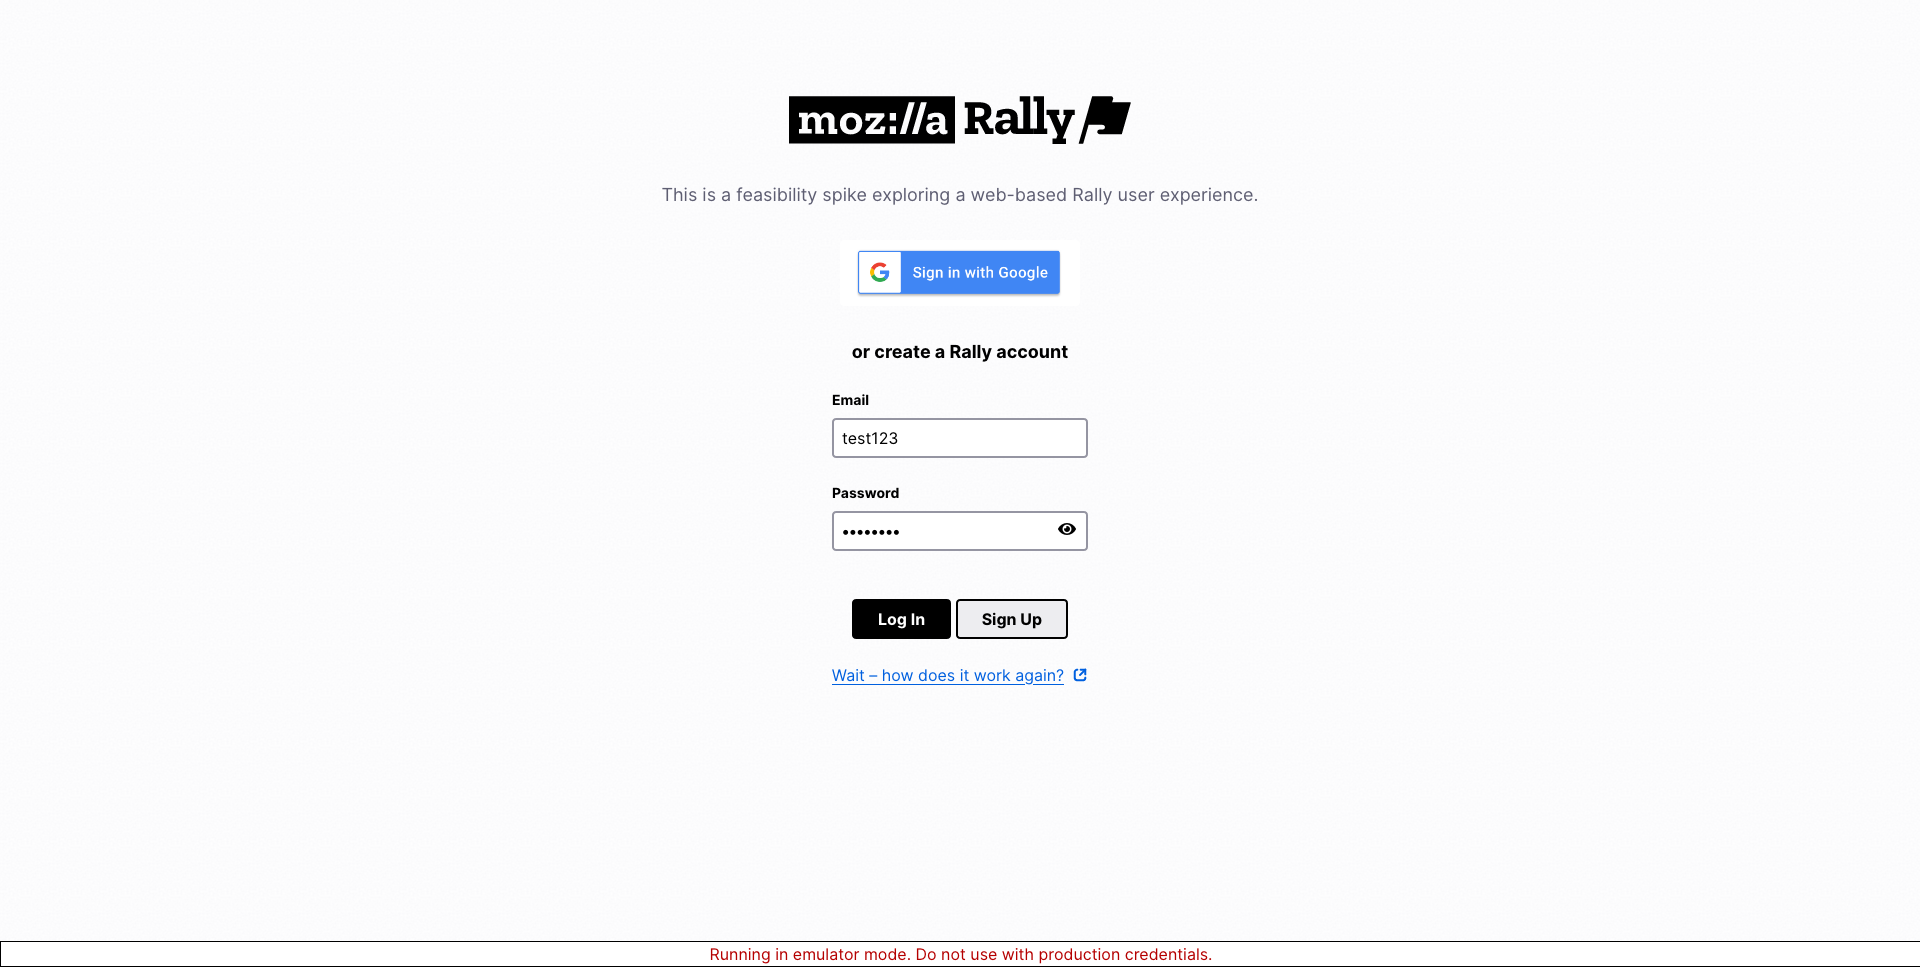 moz://a Rally
This is a feasibility spike exploring a web-based Rally user experience.
Sign in with Google
or create a Rally account
Email
test123
Password
••••••••
Log In Sign Up
Wait – how does it work again?
Running in emulator mode. Do not use with production credentials.